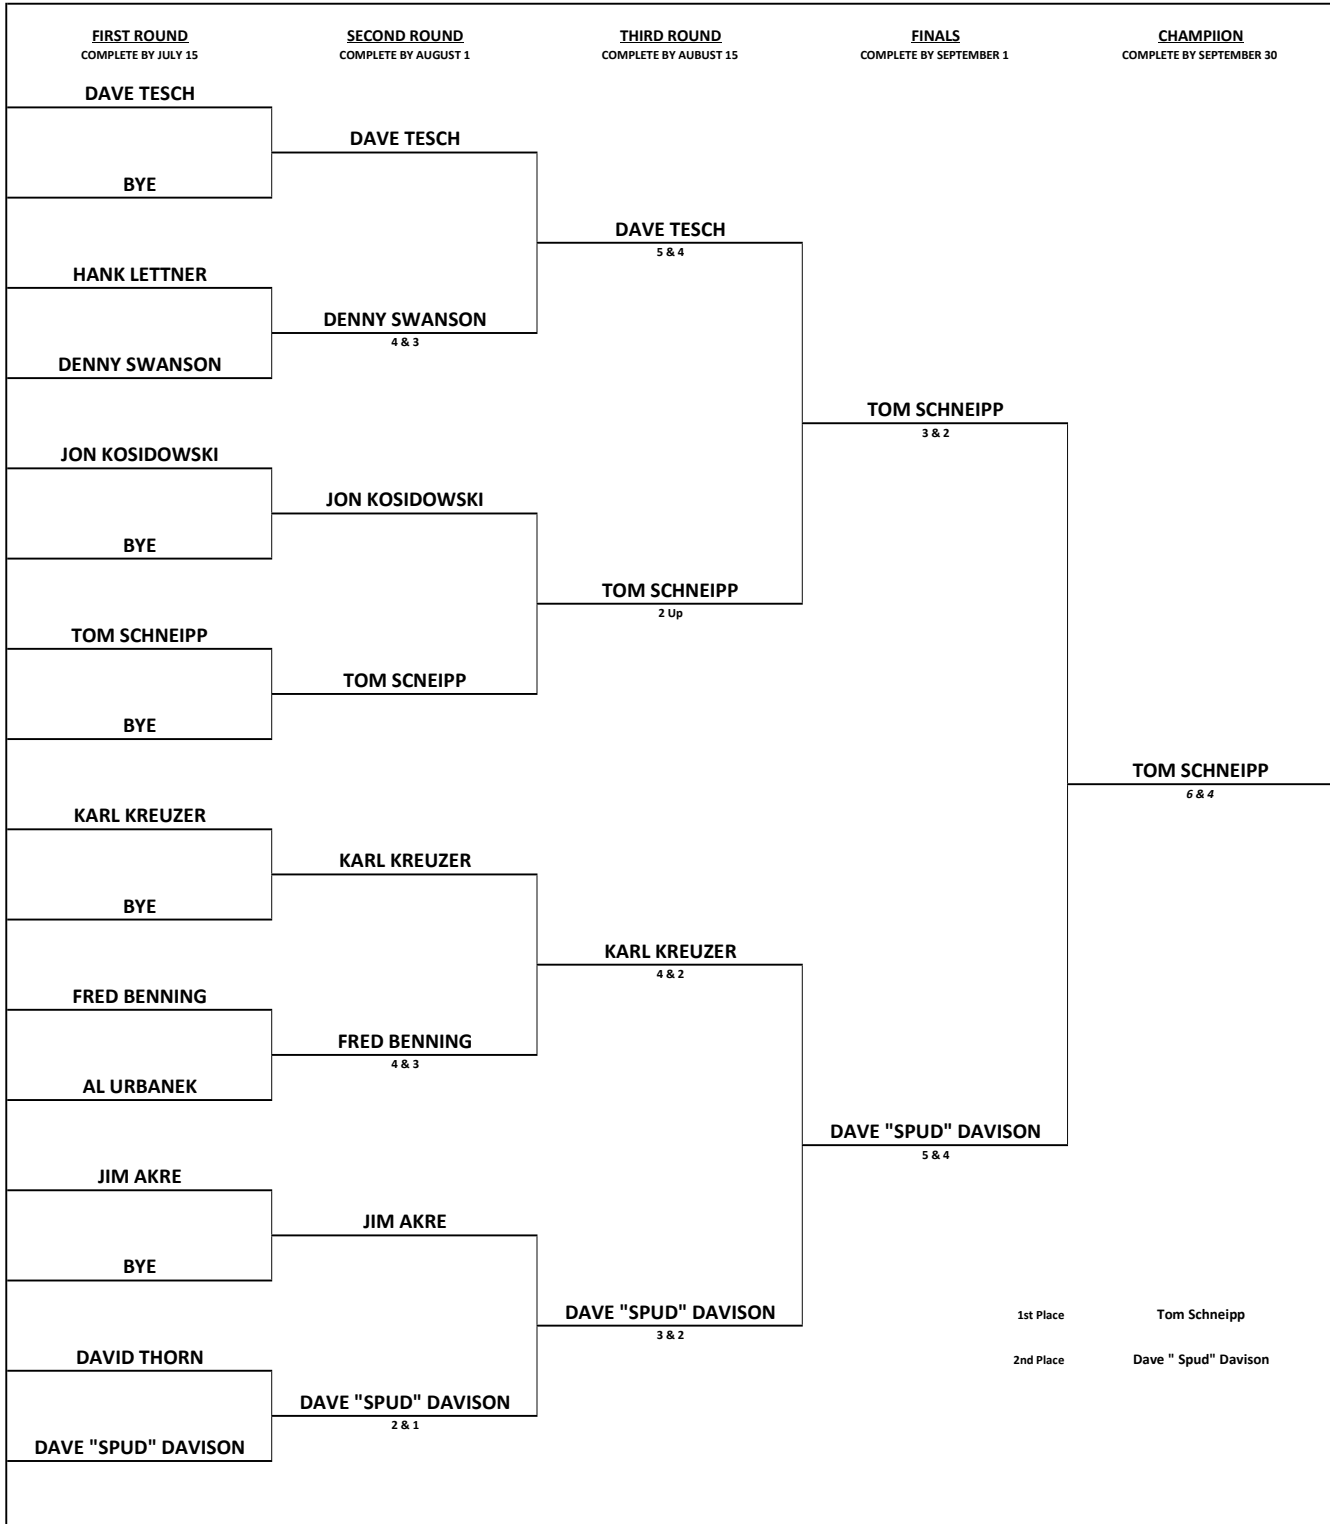 FIRST ROUND
COMPLETE BY JULY 15
SECOND ROUND
COMPLETE BY AUGUST 1
THIRD ROUND
COMPLETE BY AUBUST 15
FINALS
COMPLETE BY SEPTEMBER 1
CHAMPIION
COMPLETE BY SEPTEMBER 30
DAVE TESCH
DAVE TESCH
BYE
DAVE TESCH
5 & 4
HANK LETTNER
DENNY SWANSON
4 & 3
DENNY SWANSON
TOM SCHNEIPP
3 & 2
JON KOSIDOWSKI
JON KOSIDOWSKI
BYE
TOM SCHNEIPP
2 Up
TOM SCHNEIPP
TOM SCNEIPP
BYE
TOM SCHNEIPP
6 & 4
KARL KREUZER
KARL KREUZER
BYE
KARL KREUZER
4 & 2
FRED BENNING
FRED BENNING
4 & 3
AL URBANEK
DAVE "SPUD" DAVISON
5 & 4
JIM AKRE
JIM AKRE
BYE
DAVE "SPUD" DAVISON
3 & 2
1st Place Tom Schneipp
DAVID THORN
2nd Place Dave " Spud" Davison
DAVE "SPUD" DAVISON
2 & 1
DAVE "SPUD" DAVISON